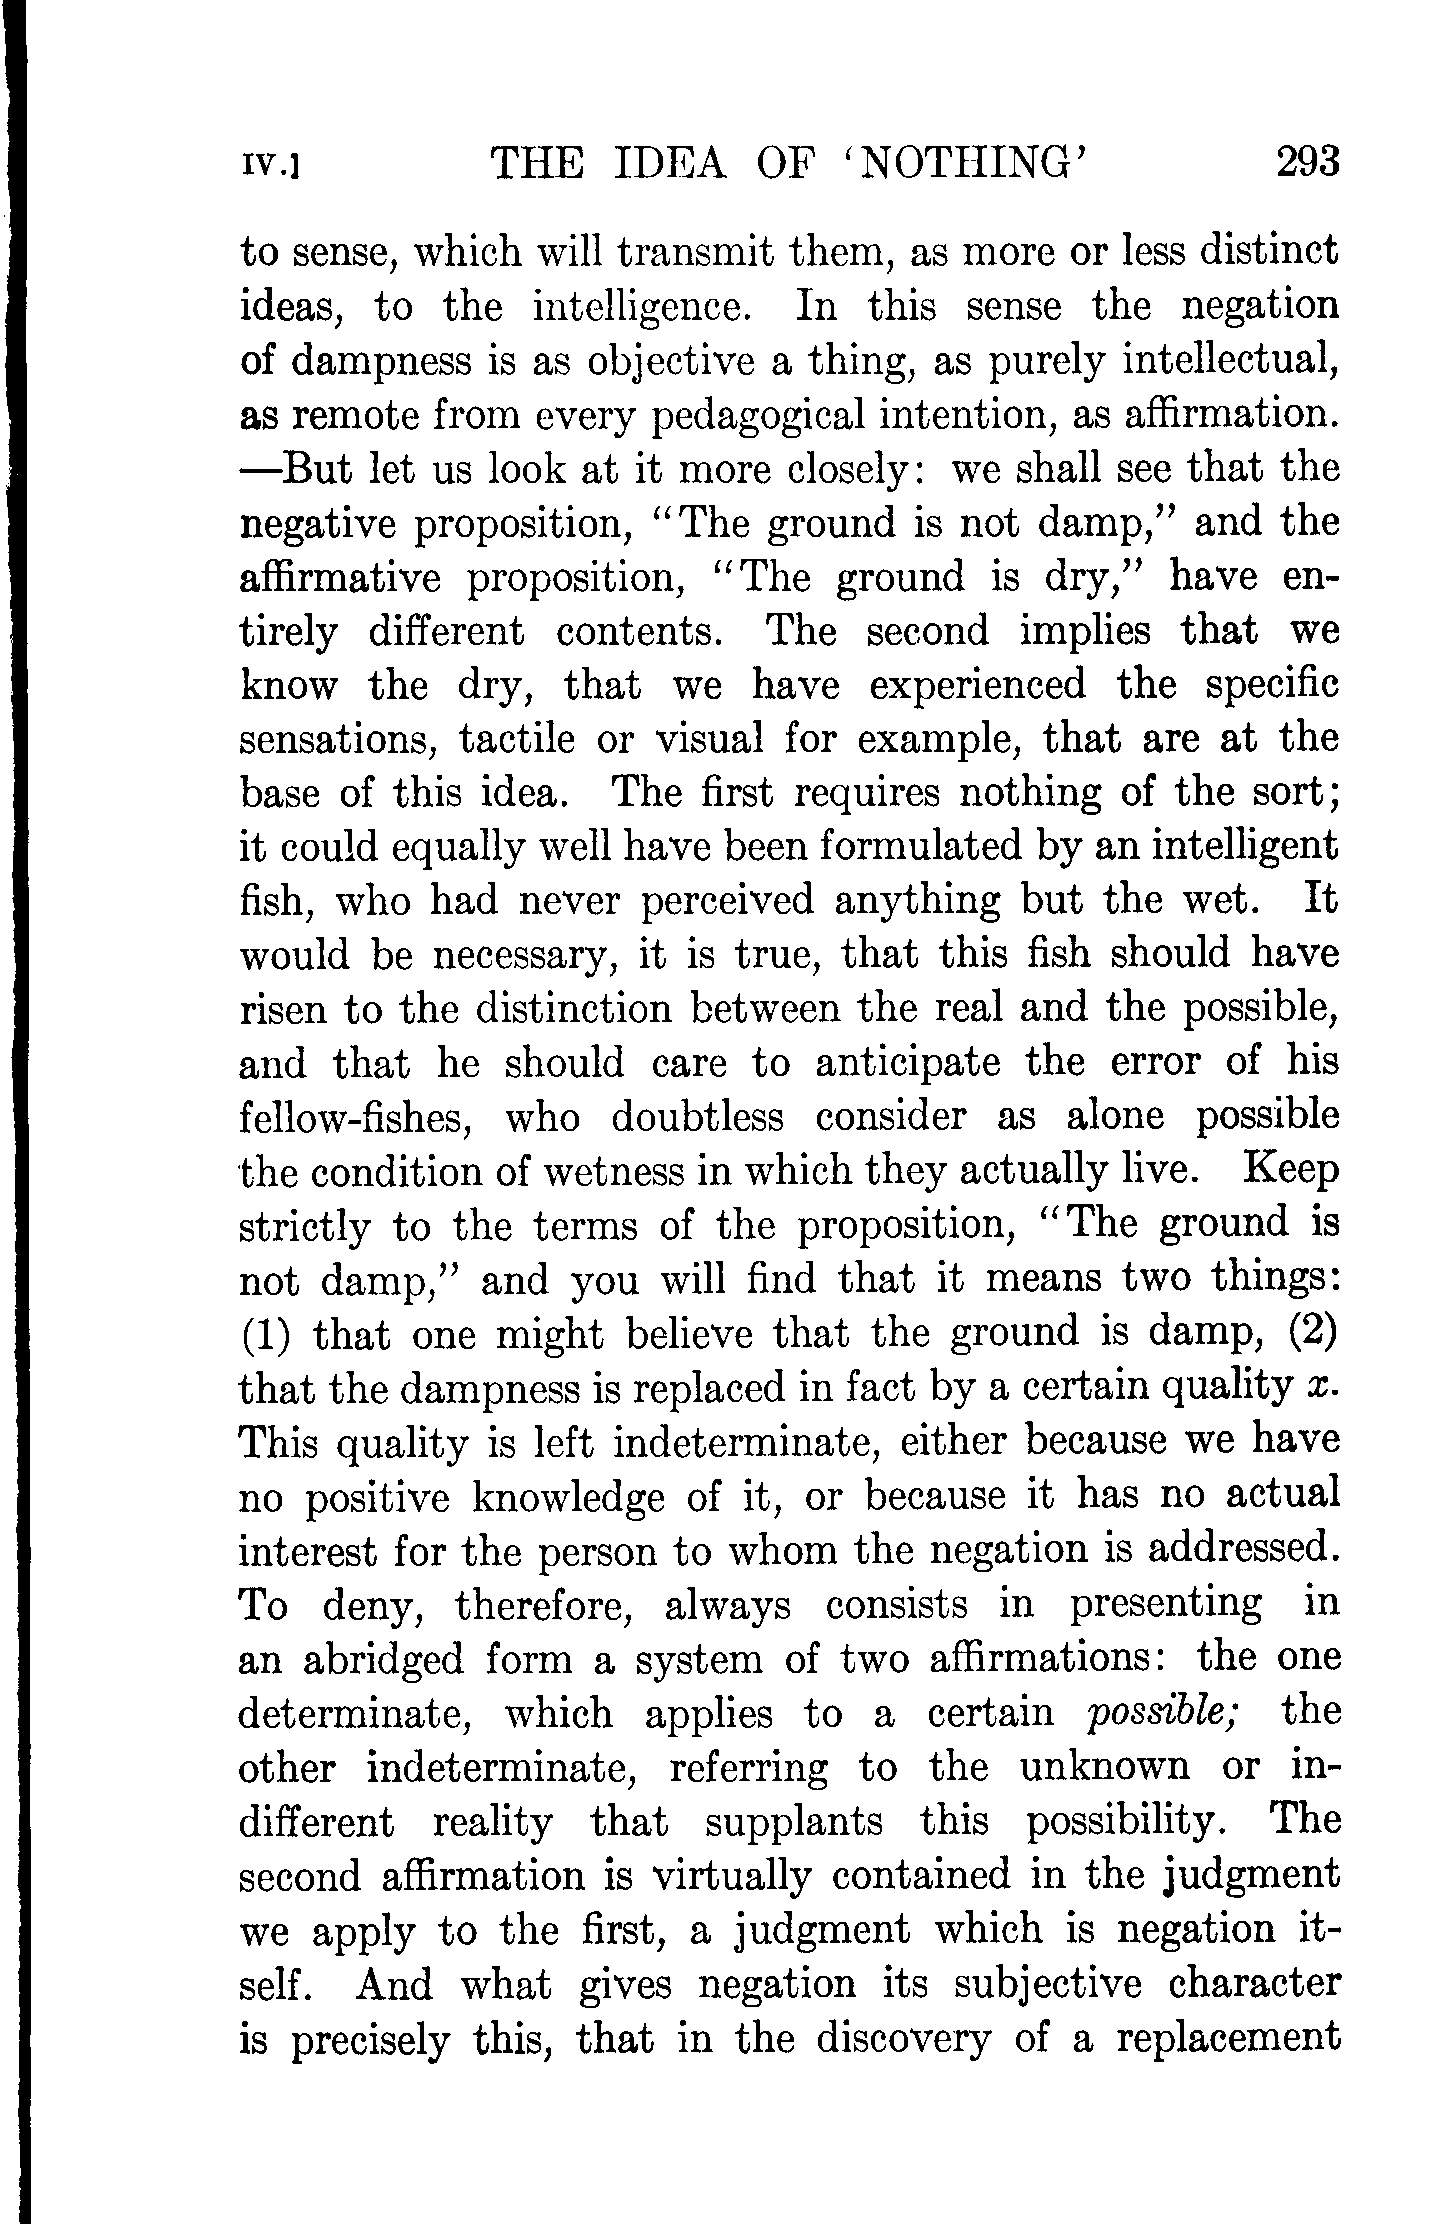 IV.] THE IDEA OF 'NOTHING' 293
to sense, which will transmit them, as more or less distinct
ideas, to the intelligence. In this sense the negation
of dampness is as objective a thing, as purely intellectual,
as remote from every pedagogical intention, as affirmation.
—But let us look at it more closely: we shall see that the
negative proposition, "The ground is not damp," and the
affirmative proposition, "The ground is dry," have en-
tirely different contents. The second implies that we
know the dry, that we have experienced the specific
sensations, tactile or visual for example, that are at the
base of this idea. The first requires nothing of the sort;
it could equally well have been formulated by an intelligent
fish, who had never perceived anything but the wet. It
would be necessary, it is true, that this fish should have
risen to the distinction between the real and the possible,
and that he should care to anticipate the error of his
fellow-fishes, who doubtless consider as alone possible
the condition of wetness in which they actually live. Keep
strictly to the terms of the proposition, "The ground is
not damp," and you will find that it means two things:
(1) that one might believe that the ground is damp, (2)
that the dampness is replaced in fact by a certain quality x.
This quality is left indeterminate, either because we have
no positive knowledge of it, or because it has no actual
interest for the person to whom the negation is addressed.
To deny, therefore, always consists in presenting in
an abridged form a system of two affirmations: the one
determinate, which applies to a certain possible; the
other indeterminate, referring to the unknown or in-
different reality that supplants this possibility. The
second affirmation is virtually contained in the judgment
we apply to the first, a judgment which is negation it-
self. And what gives negation its subjective character
is precisely this, that in the discovery of a replacement